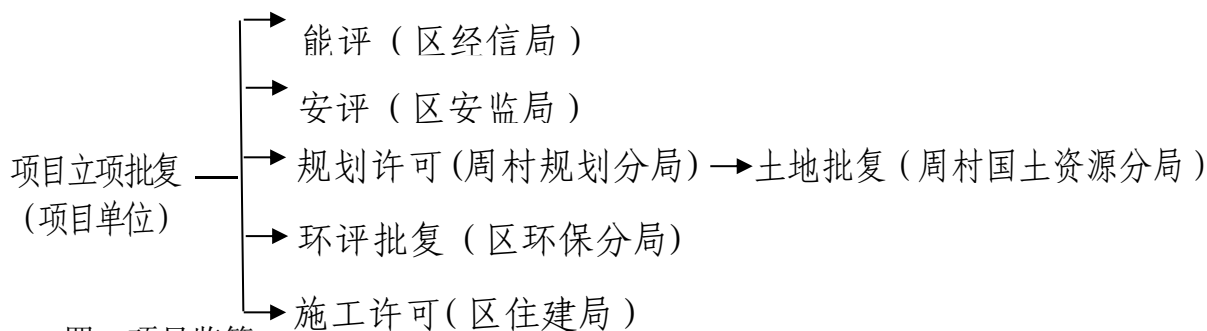 能评（区经信局）
安评（区安监局）
项目立项批复
（项目单位）
规划许可(周村规划分局)
土地批复（周村国土资源分局）
环评批复（区环保分局)
施工许可(区住建局）